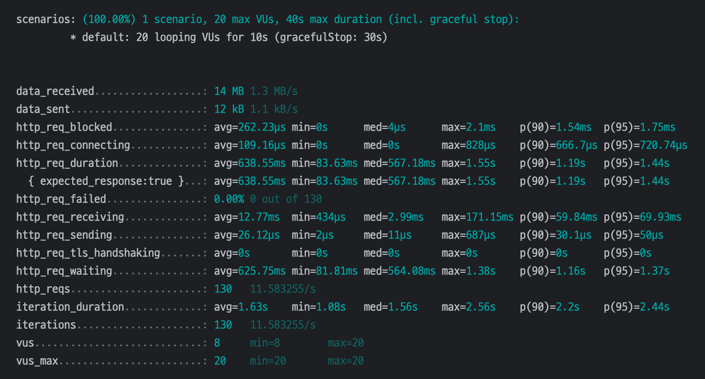 scenarios: (100.00%) 1 scenario, 20 max VUs, 40s max duration (incl. graceful stop):
* default: 20 looping VUs for 10s (gracefulStop: 30s)
data_received..................: 14 MB 1.3 MB/s
data_sent......................: 12 kB 1.1 kB/s
http_req_blocked...............: avg=262.23µs min=0s med=4µs max=2.1ms p(90)=1.54ms p(95)=1.75ms
http_req_connecting............: avg=109.16µs min=0s med=0s max=828µs p(90)=666.7µs p(95)=720.74µs
http_req_duration..............: avg=638.55ms min=83.63ms med=567.18ms max=1.55s p(90)=1.19s p(95)=1.44s
{ expected_response:true }...: avg=638.55ms min=83.63ms med=567.18ms max=1.55s p(90)=1.19s p(95)=1.44s
http_req_failed................: 0.00% 0 out of 130
http_req_receiving.............: avg=12.77ms min=434µs med=2.99ms max=171.15ms p(90)=59.84ms p(95)=69.93ms
http_req_sending...............: avg=26.12µs min=2µs med=11µs max=687µs p(90)=30.1µs p(95)=50µs
http_req_tls_handshaking.......: avg=0s min=0s med=0s max=0s p(90)=0s p(95)=0s
http_req_waiting...............: avg=625.75ms min=81.81ms med=564.08ms max=1.38s p(90)=1.16s p(95)=1.37s
http_reqs......................: 130 11.583255/s
iteration_duration.............: avg=1.63s min=1.08s med=1.56s max=2.56s p(90)=2.2s p(95)=2.44s
iterations.....................: 130 11.583255/s
vus............................: 8 min=8 max=20
vus_max........................: 20 min=20 max=20